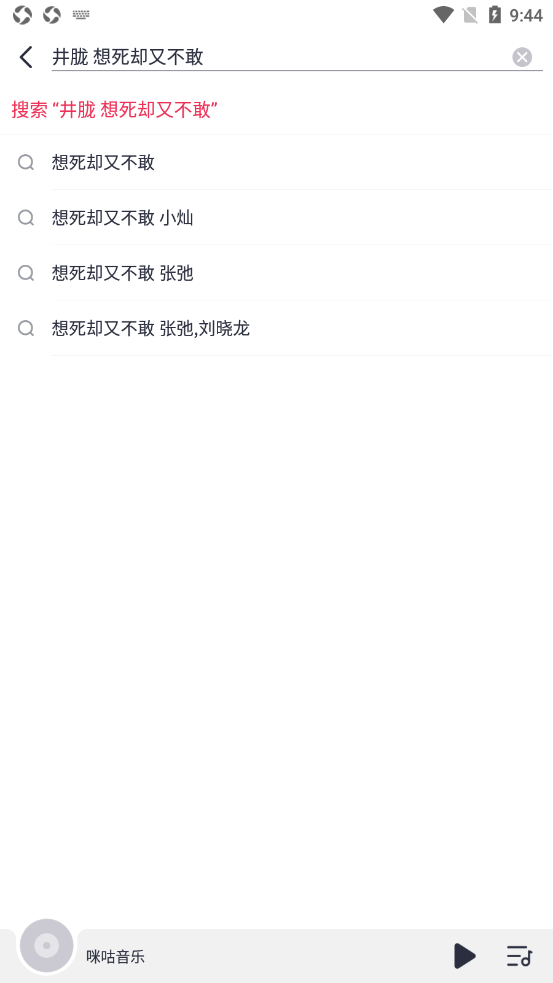 9:44
井胧 想死却又不敢
搜索 “井胧 想死却又不敢”
想死却又不敢
想死却又不敢 小灿
想死却又不敢 张弛
想死却又不敢 张弛,刘晓龙
咪咕音乐